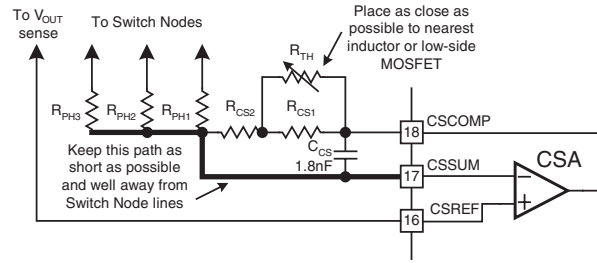 To VOUT
sense
To Switch Nodes
Place as close as
possible to nearest
inductor or low-side
MOSFET
RTH
RPH3
RPH2
RPH1
RCS2
RCS1
CCS
1.8nF
Keep this path as
short as possible
and well away from
Switch Node lines
18
CSCOMP
17
CSSUM
16
CSREF
CSA
−
+